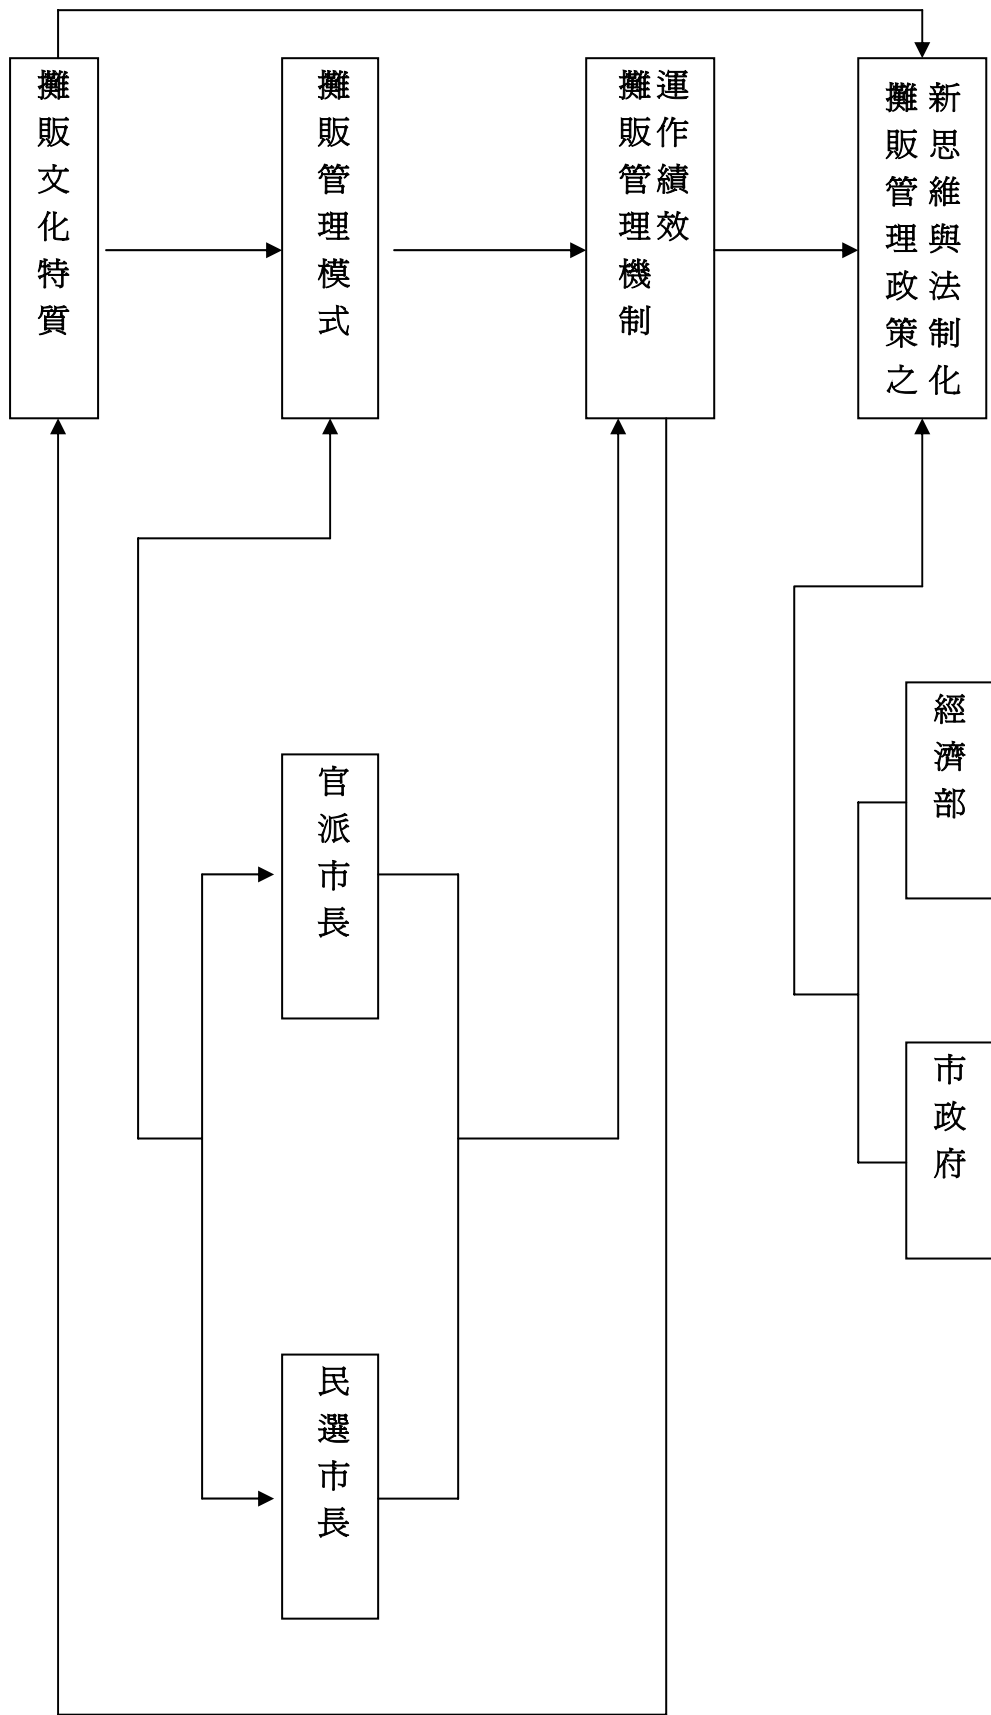 攤販文化特質
攤販管理模式
攤販管理機制
運作績效
攤販管理政策之
新思維與法制化
經濟部
官派市長
市政府
民選市長